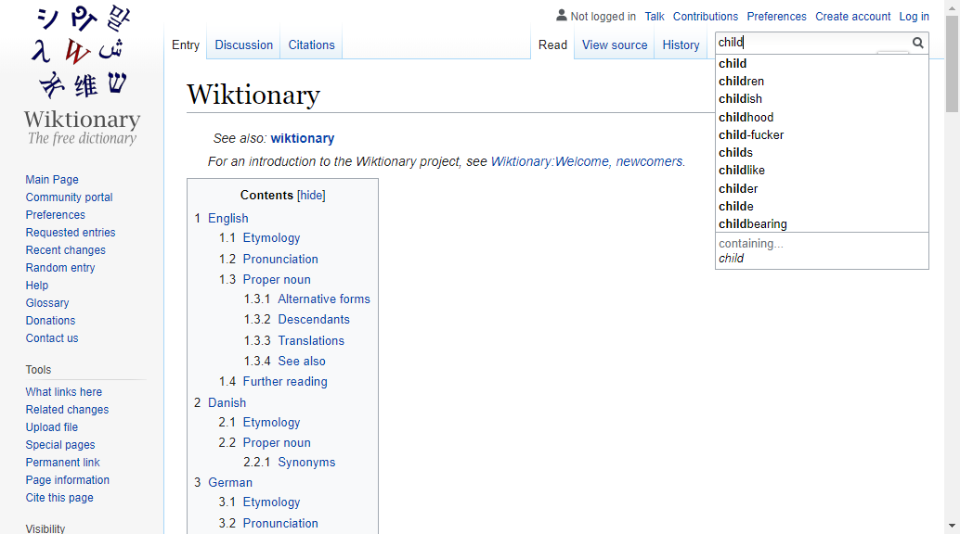 Not logged in Talk Contributions Preferences Create account Log in
Entry Discussion Citations Read View source History child
child
children
childish
childhood
child-fucker
childs
childlike
childer
childe
childbearing
containing...
child
シ Wiktionary
The free dictionary
Main Page
Community portal
Preferences
Requested entries
Recent changes
Random entry
Help
Glossary
Donations
Contact us
Tools
What links here
Related changes
Upload file
Special pages
Permanent link
Page information
Cite this page
Visibility
Wiktionary
See also: wiktionary
For an introduction to the Wiktionary project, see Wiktionary:Welcome, newcomers.
Contents [hide]
1 English
1.1 Etymology
1.2 Pronunciation
1.3 Proper noun
1.3.1 Alternative forms
1.3.2 Descendants
1.3.3 Translations
1.3.4 See also
1.4 Further reading
2 Danish
2.1 Etymology
2.2 Proper noun
2.2.1 Synonyms
3 German
3.1 Etymology
3.2 Pronunciation